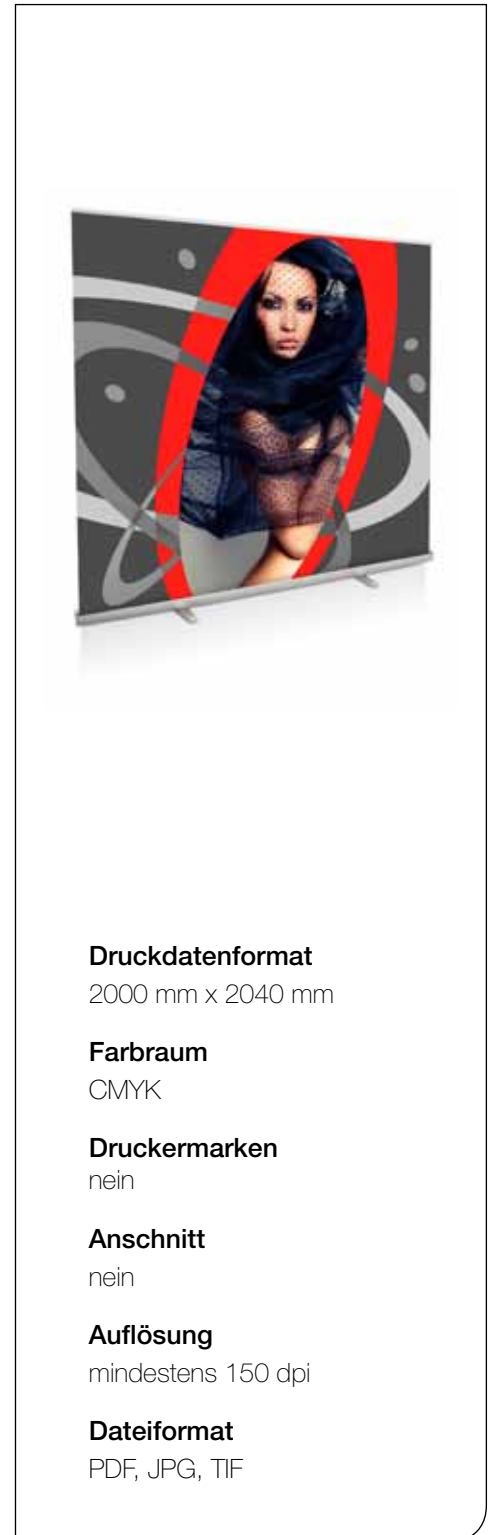 Druckdatenformat
2000 mm x 2040 mm
Farbraum
CMYK
Druckermarken
nein
Anschnitt
nein
Auflösung
mindestens 150 dpi
Dateiformat
PDF, JPG, TIF